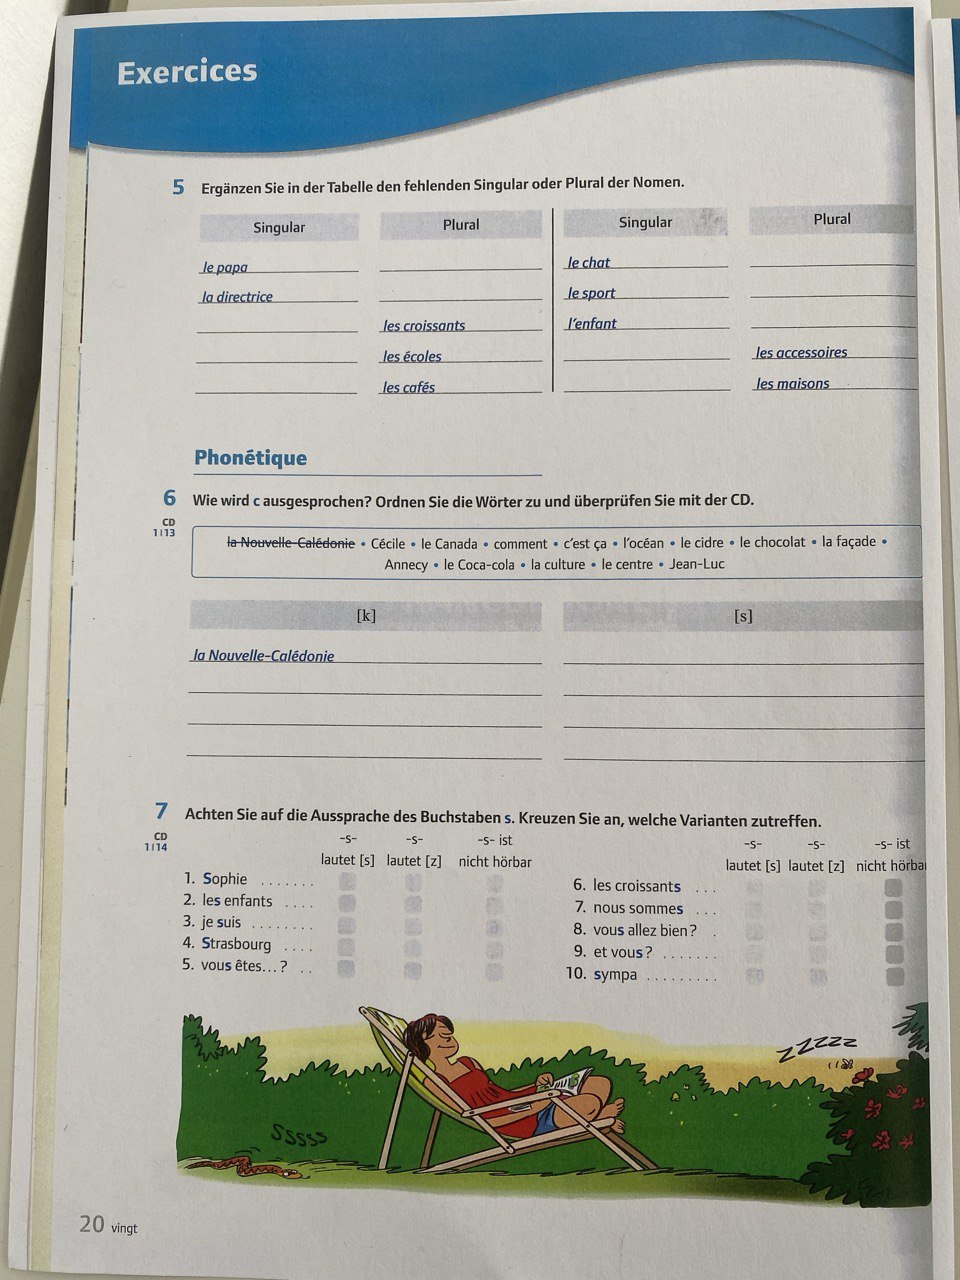 Exercices
5 Ergänzen Sie in der Tabelle den fehlenden Singular oder Plural der Nomen.
Singular Plural Singular Plural
le papa le chat
la directrice le sport
les croissants l'enfant
les écoles les accessoires
les cafés les maisons
Phonétique
6 Wie wird c ausgesprochen? Ordnen Sie die Wörter zu und überprüfen Sie mit der CD.
CD
1|13
la Nouvelle-Calédonie • Cécile • le Canada • comment • c'est ça • l'océan • le cidre • le chocolat • la façade •
Annecy • le Coca-cola • la culture • le centre • Jean-Luc
[k] [s]
la Nouvelle-Calédonie
7 Achten Sie auf die Aussprache des Buchstaben s. Kreuzen Sie an, welche Varianten zutreffen.
CD
1|14
-s- -s- -s- ist -s- -s- -s- ist
lautet [s] lautet [z] nicht hörbar lautet [s] lautet [z] nicht hörbar
1. Sophie . . . . . . . 6. les croissants . . .
2. les enfants . . . . 7. nous sommes . . .
3. je suis . . . . . . . . 8. vous allez bien? .
4. Strasbourg . . . . 9. et vous? . . . . . . .
5. vous êtes...? . . 10. sympa . . . . . . . . .
zzzzz
Sssss
20 vingt